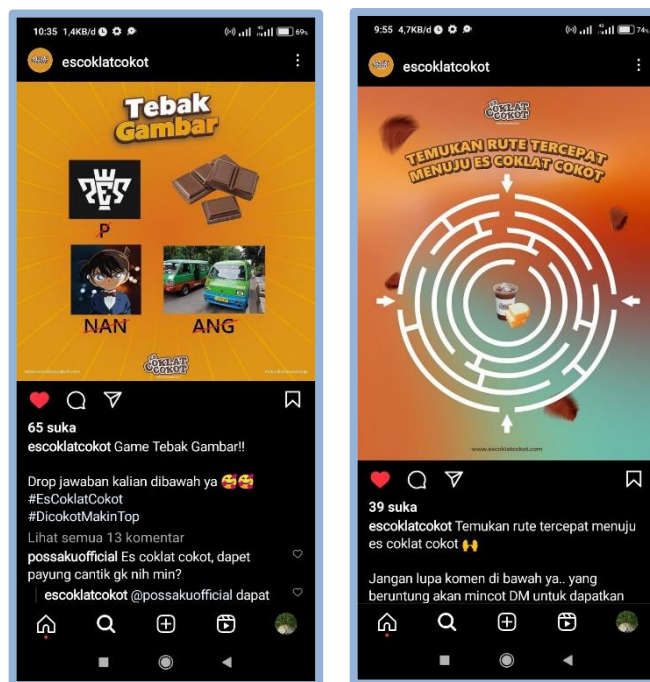 10:35 1,4KB/d
4G
69%
escoklatcokot
Tebak
Gambar
PES
P
NAN
ANG
ES
COKLAT
COKOT
65 suka
escoklatcokot Game Tebak Gambar!!
Drop jawaban kalian dibawah ya 🥰🥰
#EsCoklatCokot
#DicokotMakinTop
Lihat semua 13 komentar
possakuofficial Es coklat cokot, dapet
payung cantik gk nih min?
escoklatcokot @possakuofficial dapat
9:55 4,7KB/d
4G
74%
escoklatcokot
ES
COKLAT
COKOT
TEMUKAN RUTE TERCEPAT
MENUJU ES COKLAT COKOT
www.escoklatcokot.com
39 suka
escoklatcokot Temukan rute tercepat menuju
es coklat cokot 🙌
Jangan lupa komen di bawah ya.. yang
beruntung akan mincot DM untuk dapatkan